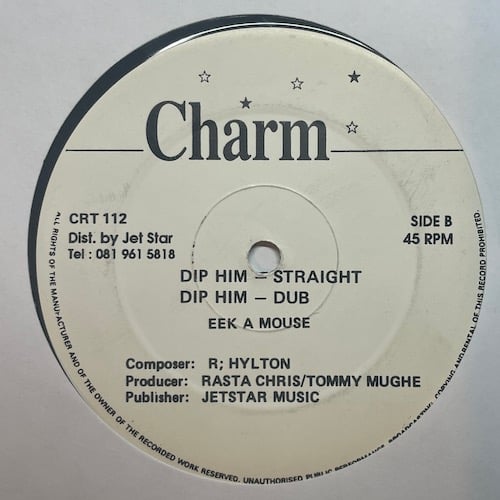 Charm
CRT 112
Dist. by Jet Star
Tel : 081 961 5818
SIDE B
45 RPM
DIP HIM – STRAIGHT
DIP HIM – DUB
EEK A MOUSE
Composer: R; HYLTON
Producer: RASTA CHRIS/TOMMY MUGHE
Publisher: JETSTAR MUSIC
ALL RIGHTS OF THE MANUFACTURER AND OF THE OWNER OF THE RECORDED WORK RESERVED. UNAUTHORISED PUBLIC PERFORMANCE, BROADCASTING, COPYING, AND RENTAL OF THIS RECORD PROHIBITED.